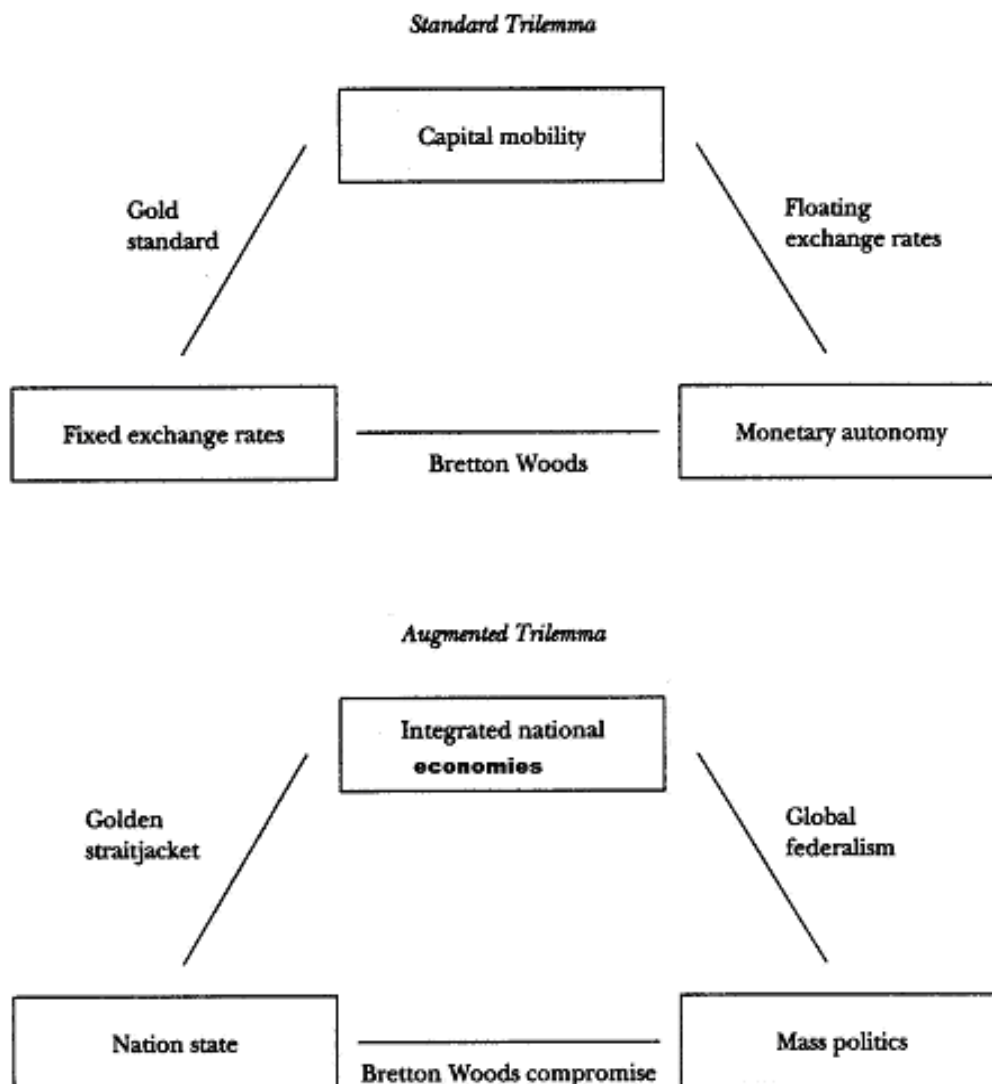 Standard Trilemma
Capital mobility
Gold
standard
Floating
exchange rates
Fixed exchange rates
Monetary autonomy
Bretton Woods
Augmented Trilemma
Integrated national
economies
Golden
straitjacket
Global
federalism
Nation state
Mass politics
Bretton Woods compromise